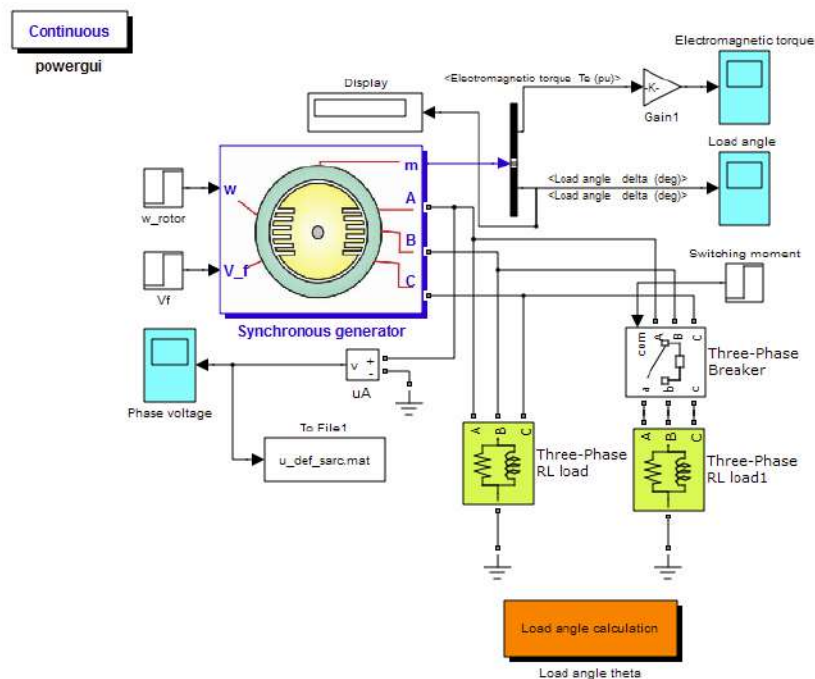 Continuous
powergui
Electromagnetic torque
<Electromagnetic torque Te (pu)>
-K-
Gain1
Display
Load angle
<Load angle delta (deg)>
<Load angle delta (deg)>
m
w
w_rotor
A
B
V_f
C
Vf
Switching moment
Synchronous generator
com
A
B
C
Three-Phase
Breaker
a
b
c
v
+
-
uA
Phase voltage
To File1
u_def_sarc.mat
A
B
C
Three-Phase
RL load
A
B
C
Three-Phase
RL load1
Load angle calculation
Load angle theta